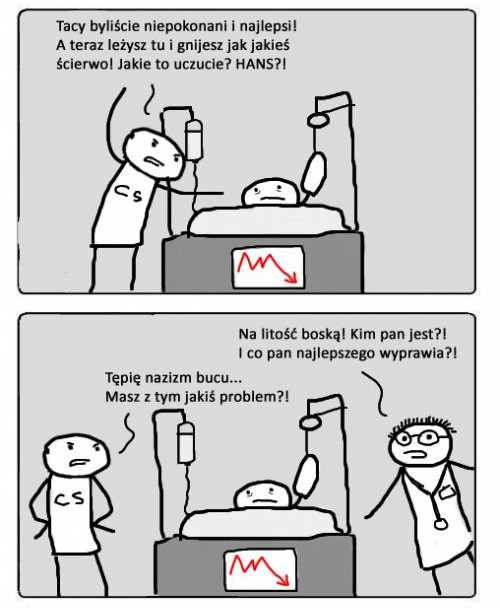 Tacy byliście niepokonani i najlepsi!
A teraz leżysz tu i gnijesz jak jakieś
ścierwo! Jakie to uczucie? HANS?!
CS
Na litość boską! Kim pan jest?!
I co pan najlepszego wyprawia?!
Tępię nazizm bucu...
Masz z tym jakiś problem?!
CS